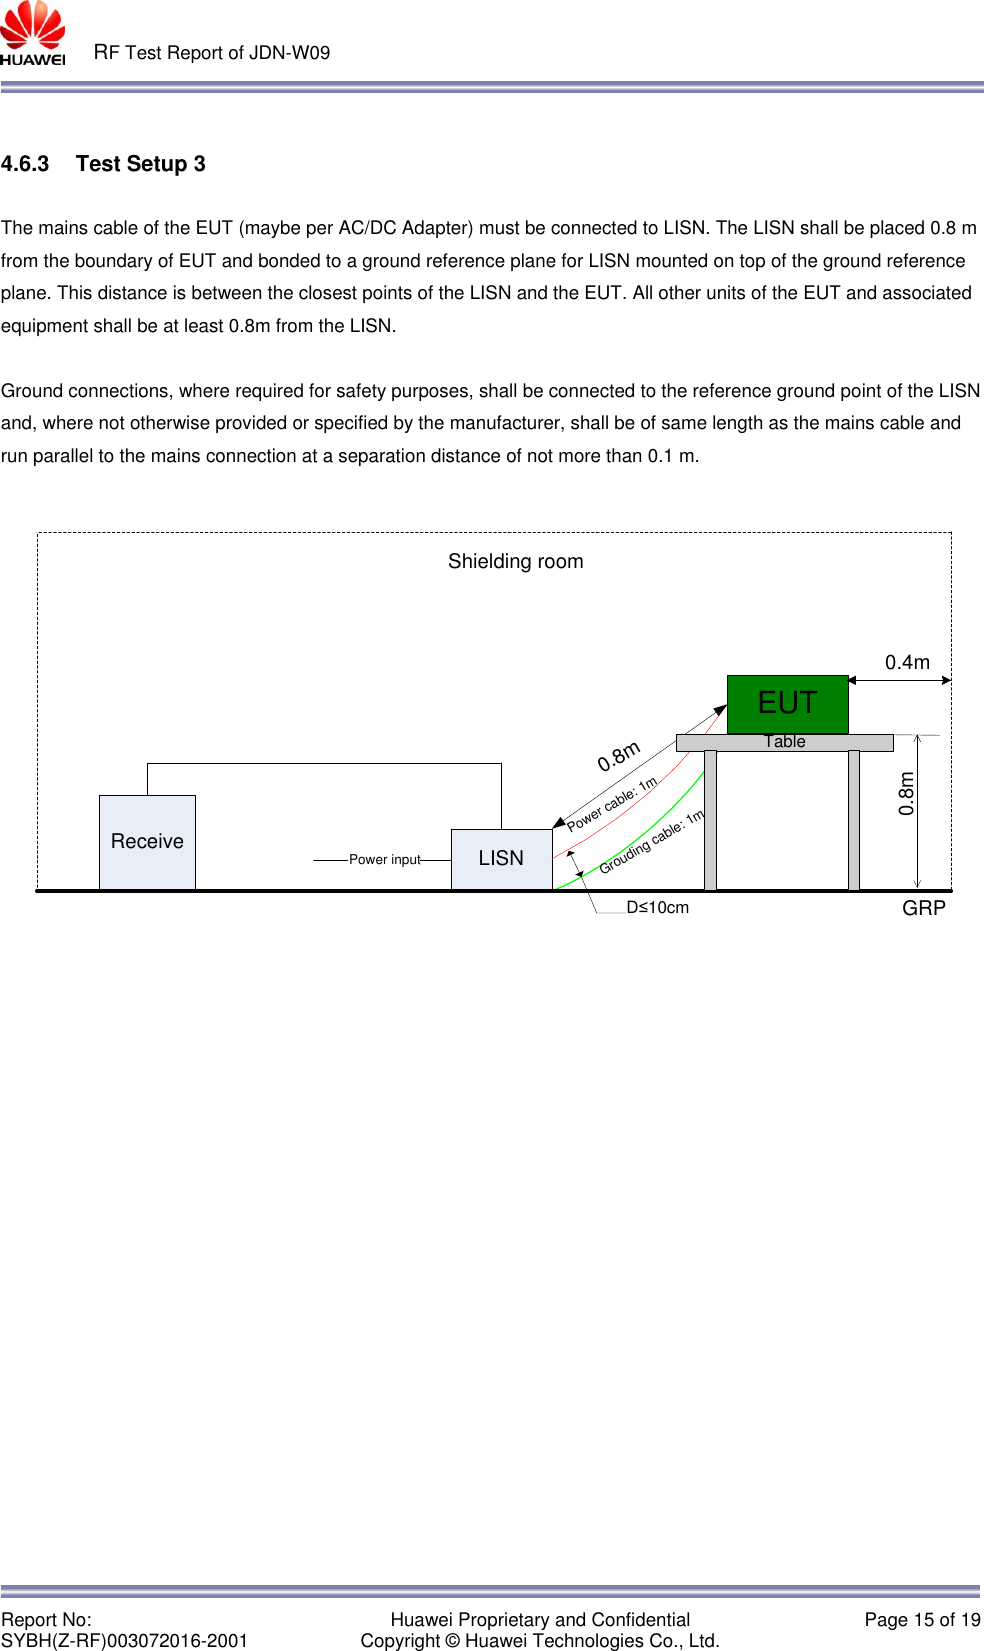 HUAWEI
RF Test Report of JDN-W09
4.6.3 Test Setup 3
The mains cable of the EUT (maybe per AC/DC Adapter) must be connected to LISN. The LISN shall be placed 0.8 m
from the boundary of EUT and bonded to a ground reference plane for LISN mounted on top of the ground reference
plane. This distance is between the closest points of the LISN and the EUT. All other units of the EUT and associated
equipment shall be at least 0.8m from the LISN.
Ground connections, where required for safety purposes, shall be connected to the reference ground point of the LISN
and, where not otherwise provided or specified by the manufacturer, shall be of same length as the mains cable and
run parallel to the mains connection at a separation distance of not more than 0.1 m.
Shielding room
0.4m
EUT
Table
0.8m
0.8m
Power cable: 1m
Grouding cable: 1m
Receive
Power input
LISN
D≤10cm
GRP
Report No:
SYBH(Z-RF)003072016-2001
Huawei Proprietary and Confidential
Copyright © Huawei Technologies Co., Ltd.
Page 15 of 19